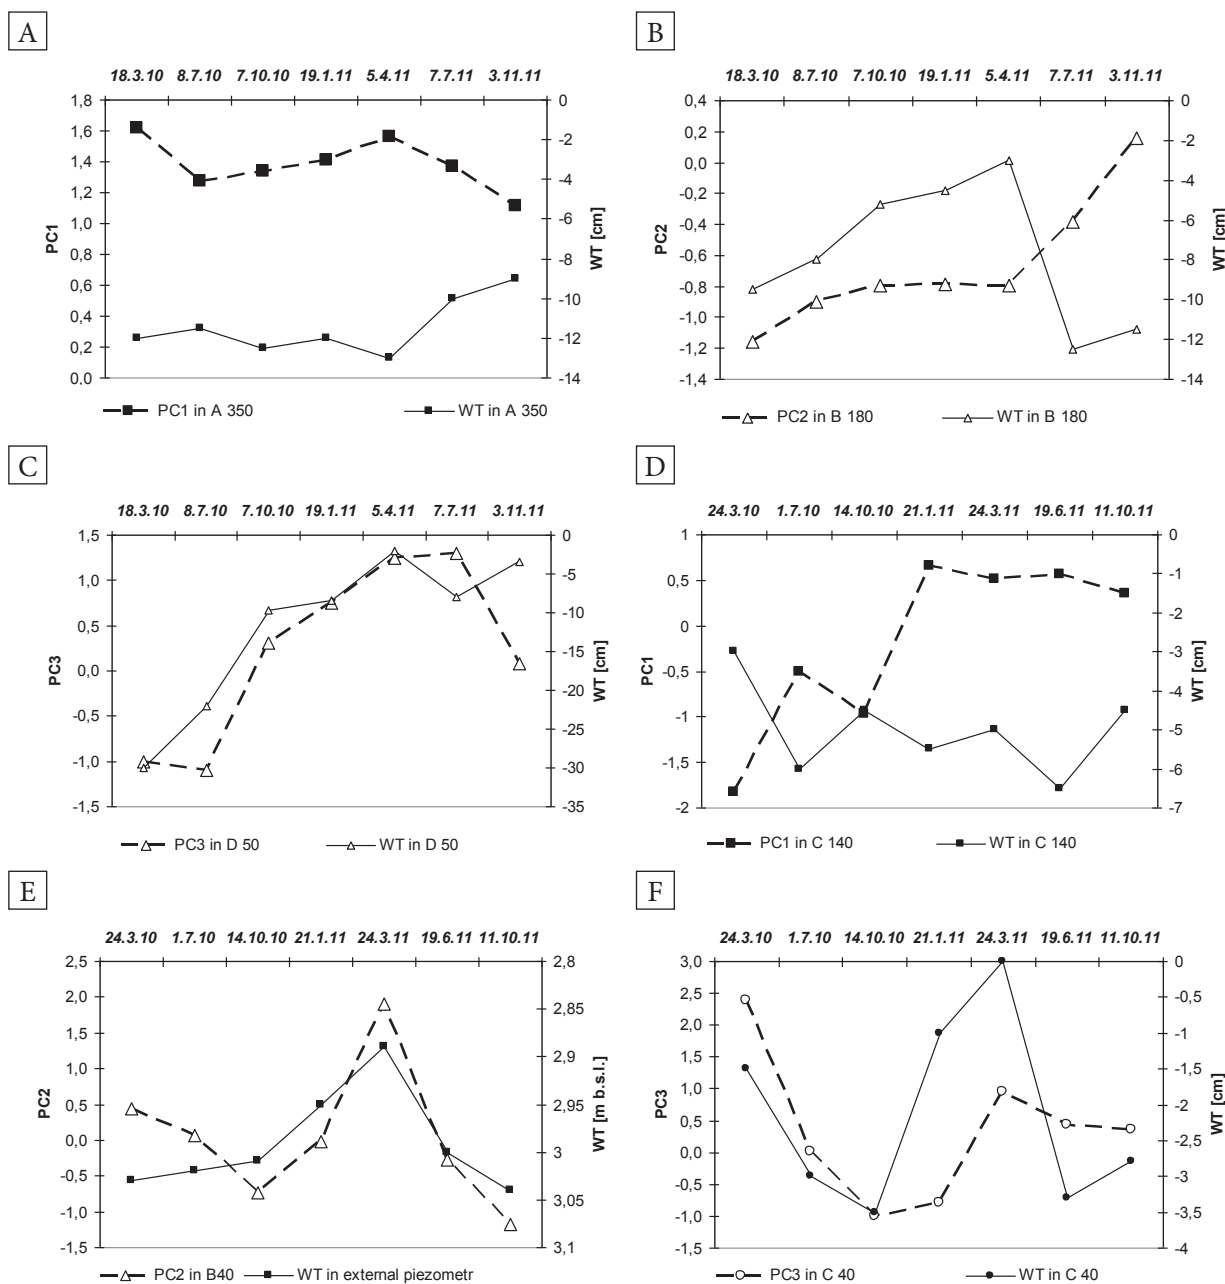 A
18.3.10 8.7.10 7.10.10 19.1.11 5.4.11 7.7.11 3.11.11
1,8 0
1,6 -2
1,4 -4
1,2
1,0 -6
0,8 -8
0,6 -10
0,4
0,2 -12
0,0 -14
PC1
WT [cm]
PC1 in A 350 WT in A 350
B
18.3.10 8.7.10 7.10.10 19.1.11 5.4.11 7.7.11 3.11.11
0,4 0
0,2 -2
0,0
-0,2 -4
-0,4 -6
-0,6 -8
-0,8
-1,0 -10
-1,2 -12
-1,4 -14
PC2
WT [cm]
PC2 in B 180 WT in B 180
C
18.3.10 8.7.10 7.10.10 19.1.11 5.4.11 7.7.11 3.11.11
1,5 0
1,0 -5
0,5 -10
0,0 -15
-0,5 -20
-25
-1,0 -30
-1,5 -35
PC3
WT [cm]
PC3 in D 50 WT in D 50
D
24.3.10 1.7.10 14.10.10 21.1.11 24.3.11 19.6.11 11.10.11
1 0
0,5 -1
0 -2
-0,5 -3
-1 -4
-5
-1,5 -6
-2 -7
PC1
WT [cm]
PC1 in C 140 WT in C 140
E
24.3.10 1.7.10 14.10.10 21.1.11 24.3.11 19.6.11 11.10.11
2,5 2,8
2,0 2,85
1,5
1,0 2,9
0,5 2,95
0,0 3
-0,5
-1,0 3,05
-1,5 3,1
PC2
WT [m b.s.l.]
PC2 in B40 WT in external piezometr
F
24.3.10 1.7.10 14.10.10 21.1.11 24.3.11 19.6.11 11.10.11
3,0 0
2,5 -0,5
2,0 -1
1,5 -1,5
1,0 -2
0,5
0,0 -2,5
-0,5 -3
-1,0 -3,5
-1,5 -4
PC3
WT [cm]
PC3 in C 40 WT in C 40